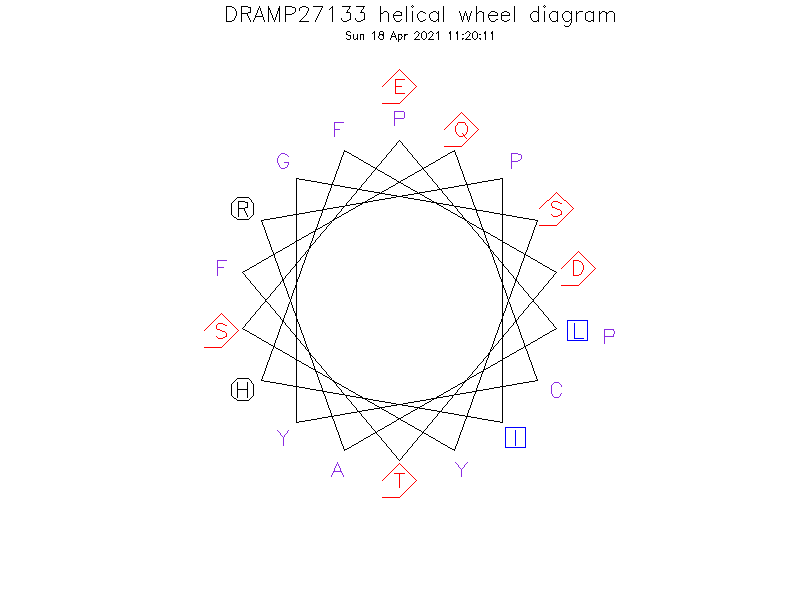 DRAMP27133 helical wheel diagram
Sun 18 Apr 2021 11:20:11
E
P
F
Q
G
P
R
S
F
D
S
L
P
H
C
Y
I
A
Y
T